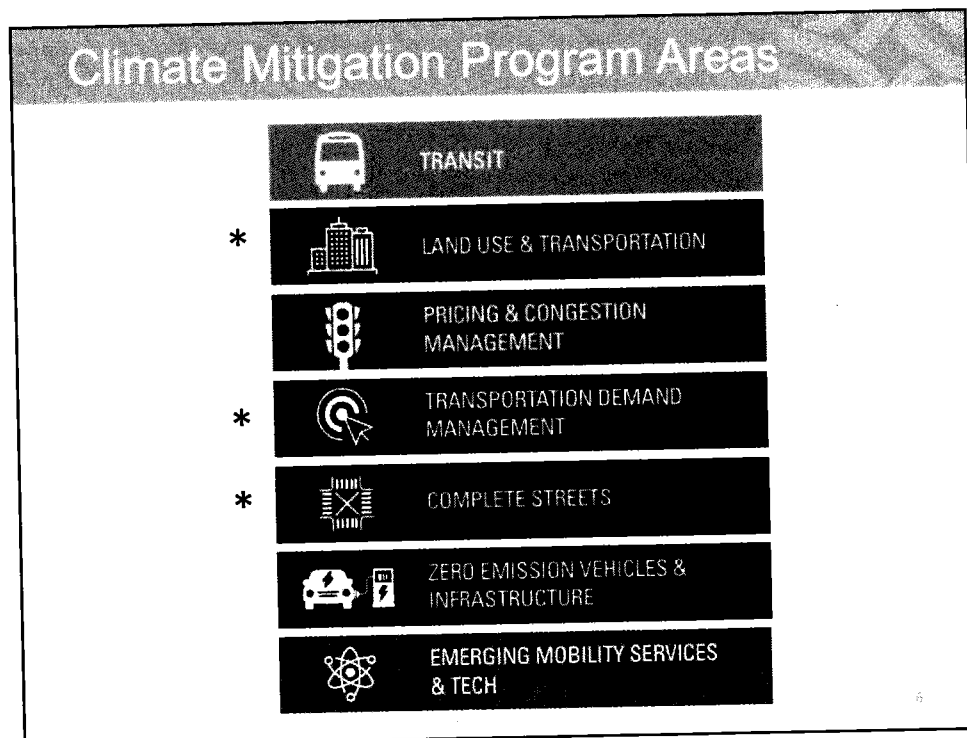 Climate Mitigation Program Areas
TRANSIT
* LAND USE & TRANSPORTATION
PRICING & CONGESTION
MANAGEMENT
* TRANSPORTATION DEMAND
MANAGEMENT
* COMPLETE STREETS
ZERO EMISSION VEHICLES &
INFRASTRUCTURE
EMERGING MOBILITY SERVICES
& TECH
6